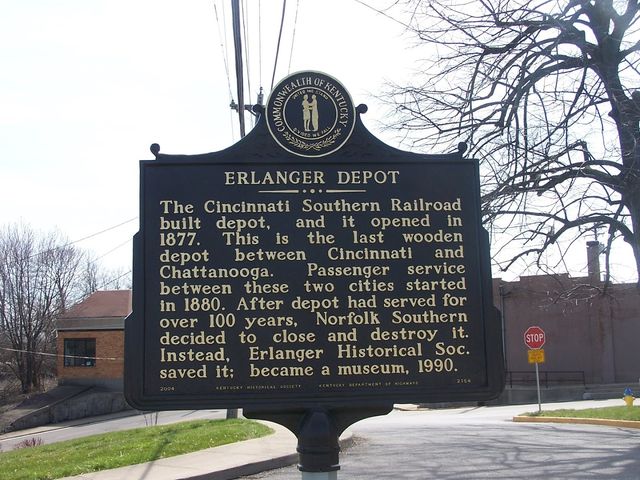 COMMONWEALTH OF KENTUCKY
UNITED WE STAND
DIVIDED WE FALL
ERLANGER DEPOT
The Cincinnati Southern Railroad
built depot, and it opened in
1877. This is the last wooden
depot between Cincinnati and
Chattanooga. Passenger service
between these two cities started
in 1880. After depot had served for
over 100 years, Norfolk Southern
decided to close and destroy it.
Instead, Erlanger Historical Soc.
saved it; became a museum, 1990.
2004 KENTUCKY HISTORICAL SOCIETY KENTUCKY DEPARTMENT OF HIGHWAYS 2154
STOP